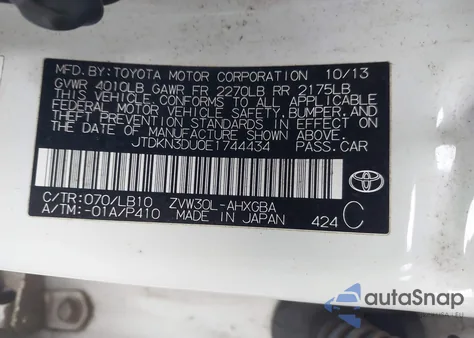 MFD.BY:TOYOTA MOTOR CORPORATION 10/13
GVWR 4010LB GAWR FR 2270LB RR 2175LB
THIS VEHICLE CONFORMS TO ALL APPLICABLE
FEDERAL MOTOR VEHICLE SAFETY, BUMPER, AND
THEFT PREVENTION STANDARDS IN EFFECT ON
THE DATE OF MANUFACTURE SHOWN ABOVE.
JTDKN3DU0E1744434 PASS.CAR
C/TR:070/LB10 ZVW30L-AHXGBA
A/TM:-01A/P410 MADE IN JAPAN 424 C
TOYOTA
autaSnap